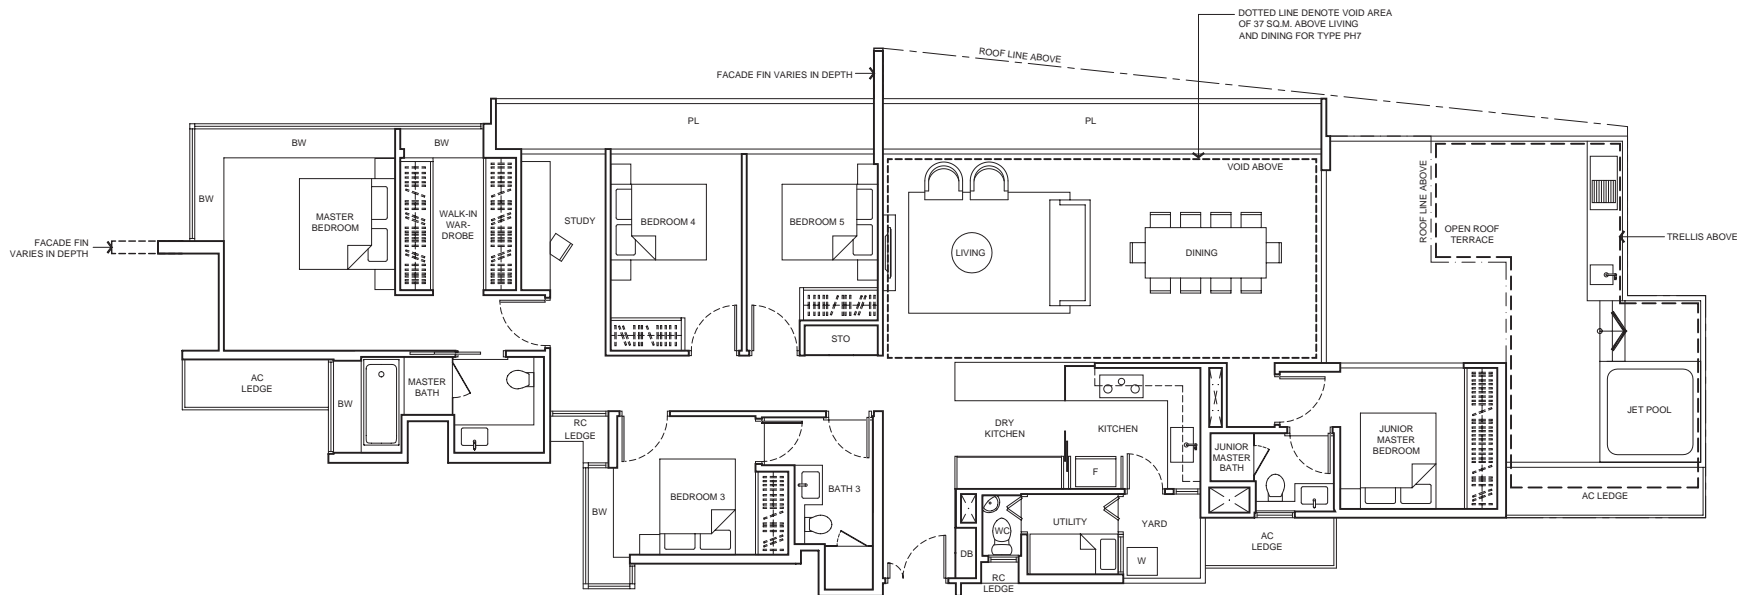 DOTTED LINE DENOTE VOID AREA
OF 37 SQ.M. ABOVE LIVING
AND DINING FOR TYPE PH7
ROOF LINE ABOVE
FACADE FIN VARIES IN DEPTH
PL
PL
BW
BW
VOID ABOVE
BW
MASTER
BEDROOM
WALK-IN
WAR-
DROBE
STUDY
BEDROOM 4
BEDROOM 5
LIVING
DINING
ROOF LINE ABOVE
OPEN ROOF
TERRACE
TRELLIS ABOVE
FACADE FIN
VARIES IN DEPTH
STO
AC
LEDGE
BW
MASTER
BATH
RC
LEDGE
DRY
KITCHEN
KITCHEN
JUNIOR
MASTER
BATH
JUNIOR
MASTER
BEDROOM
JET POOL
F
BEDROOM 3
BATH 3
BW
AC LEDGE
WC
UTILITY
YARD
AC
LEDGE
DB
W
RC
LEDGE